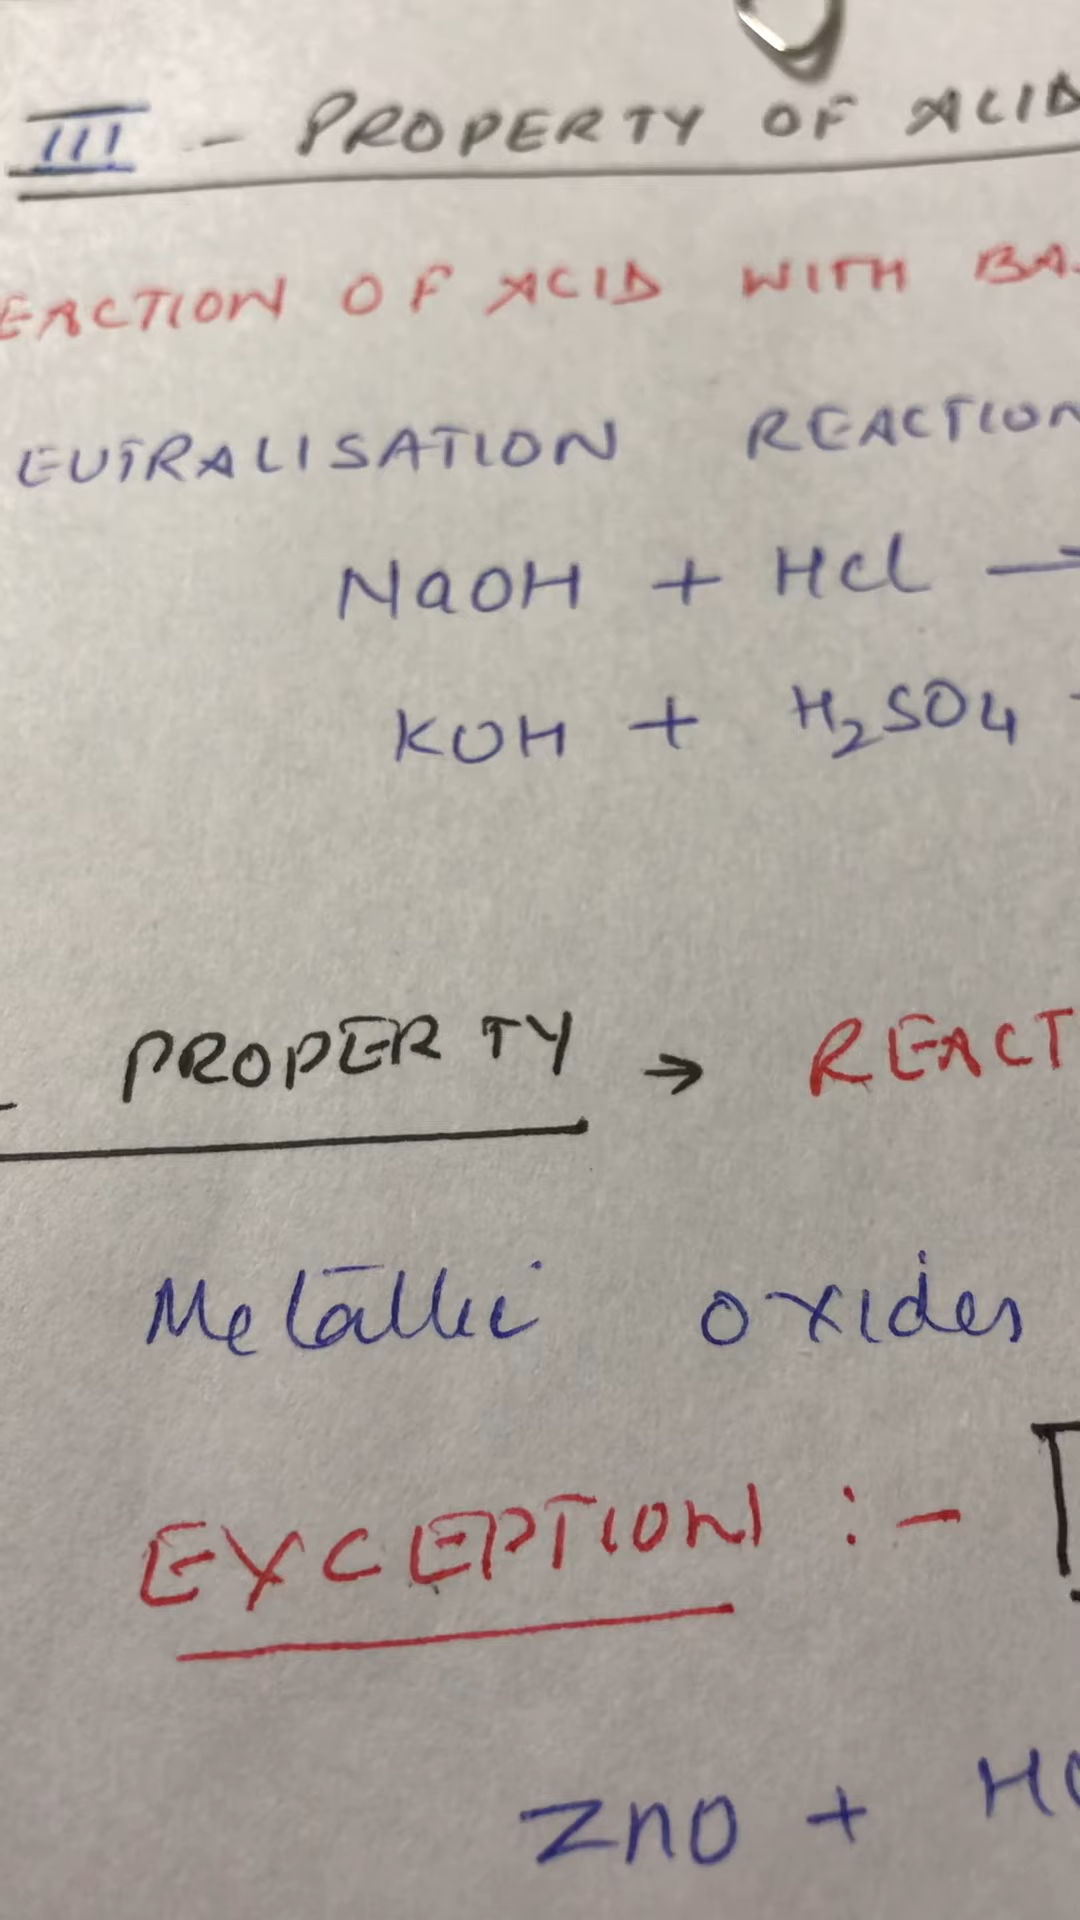 III - PROPERTY OF ACID
EACTION OF ACID WITH BA
EUTRALISATION REACTION
NaOH + HCl →
KOH + H₂SO4
PROPERTY → REACT
Metallic oxides
EXCEPTION :-
ZnO + H